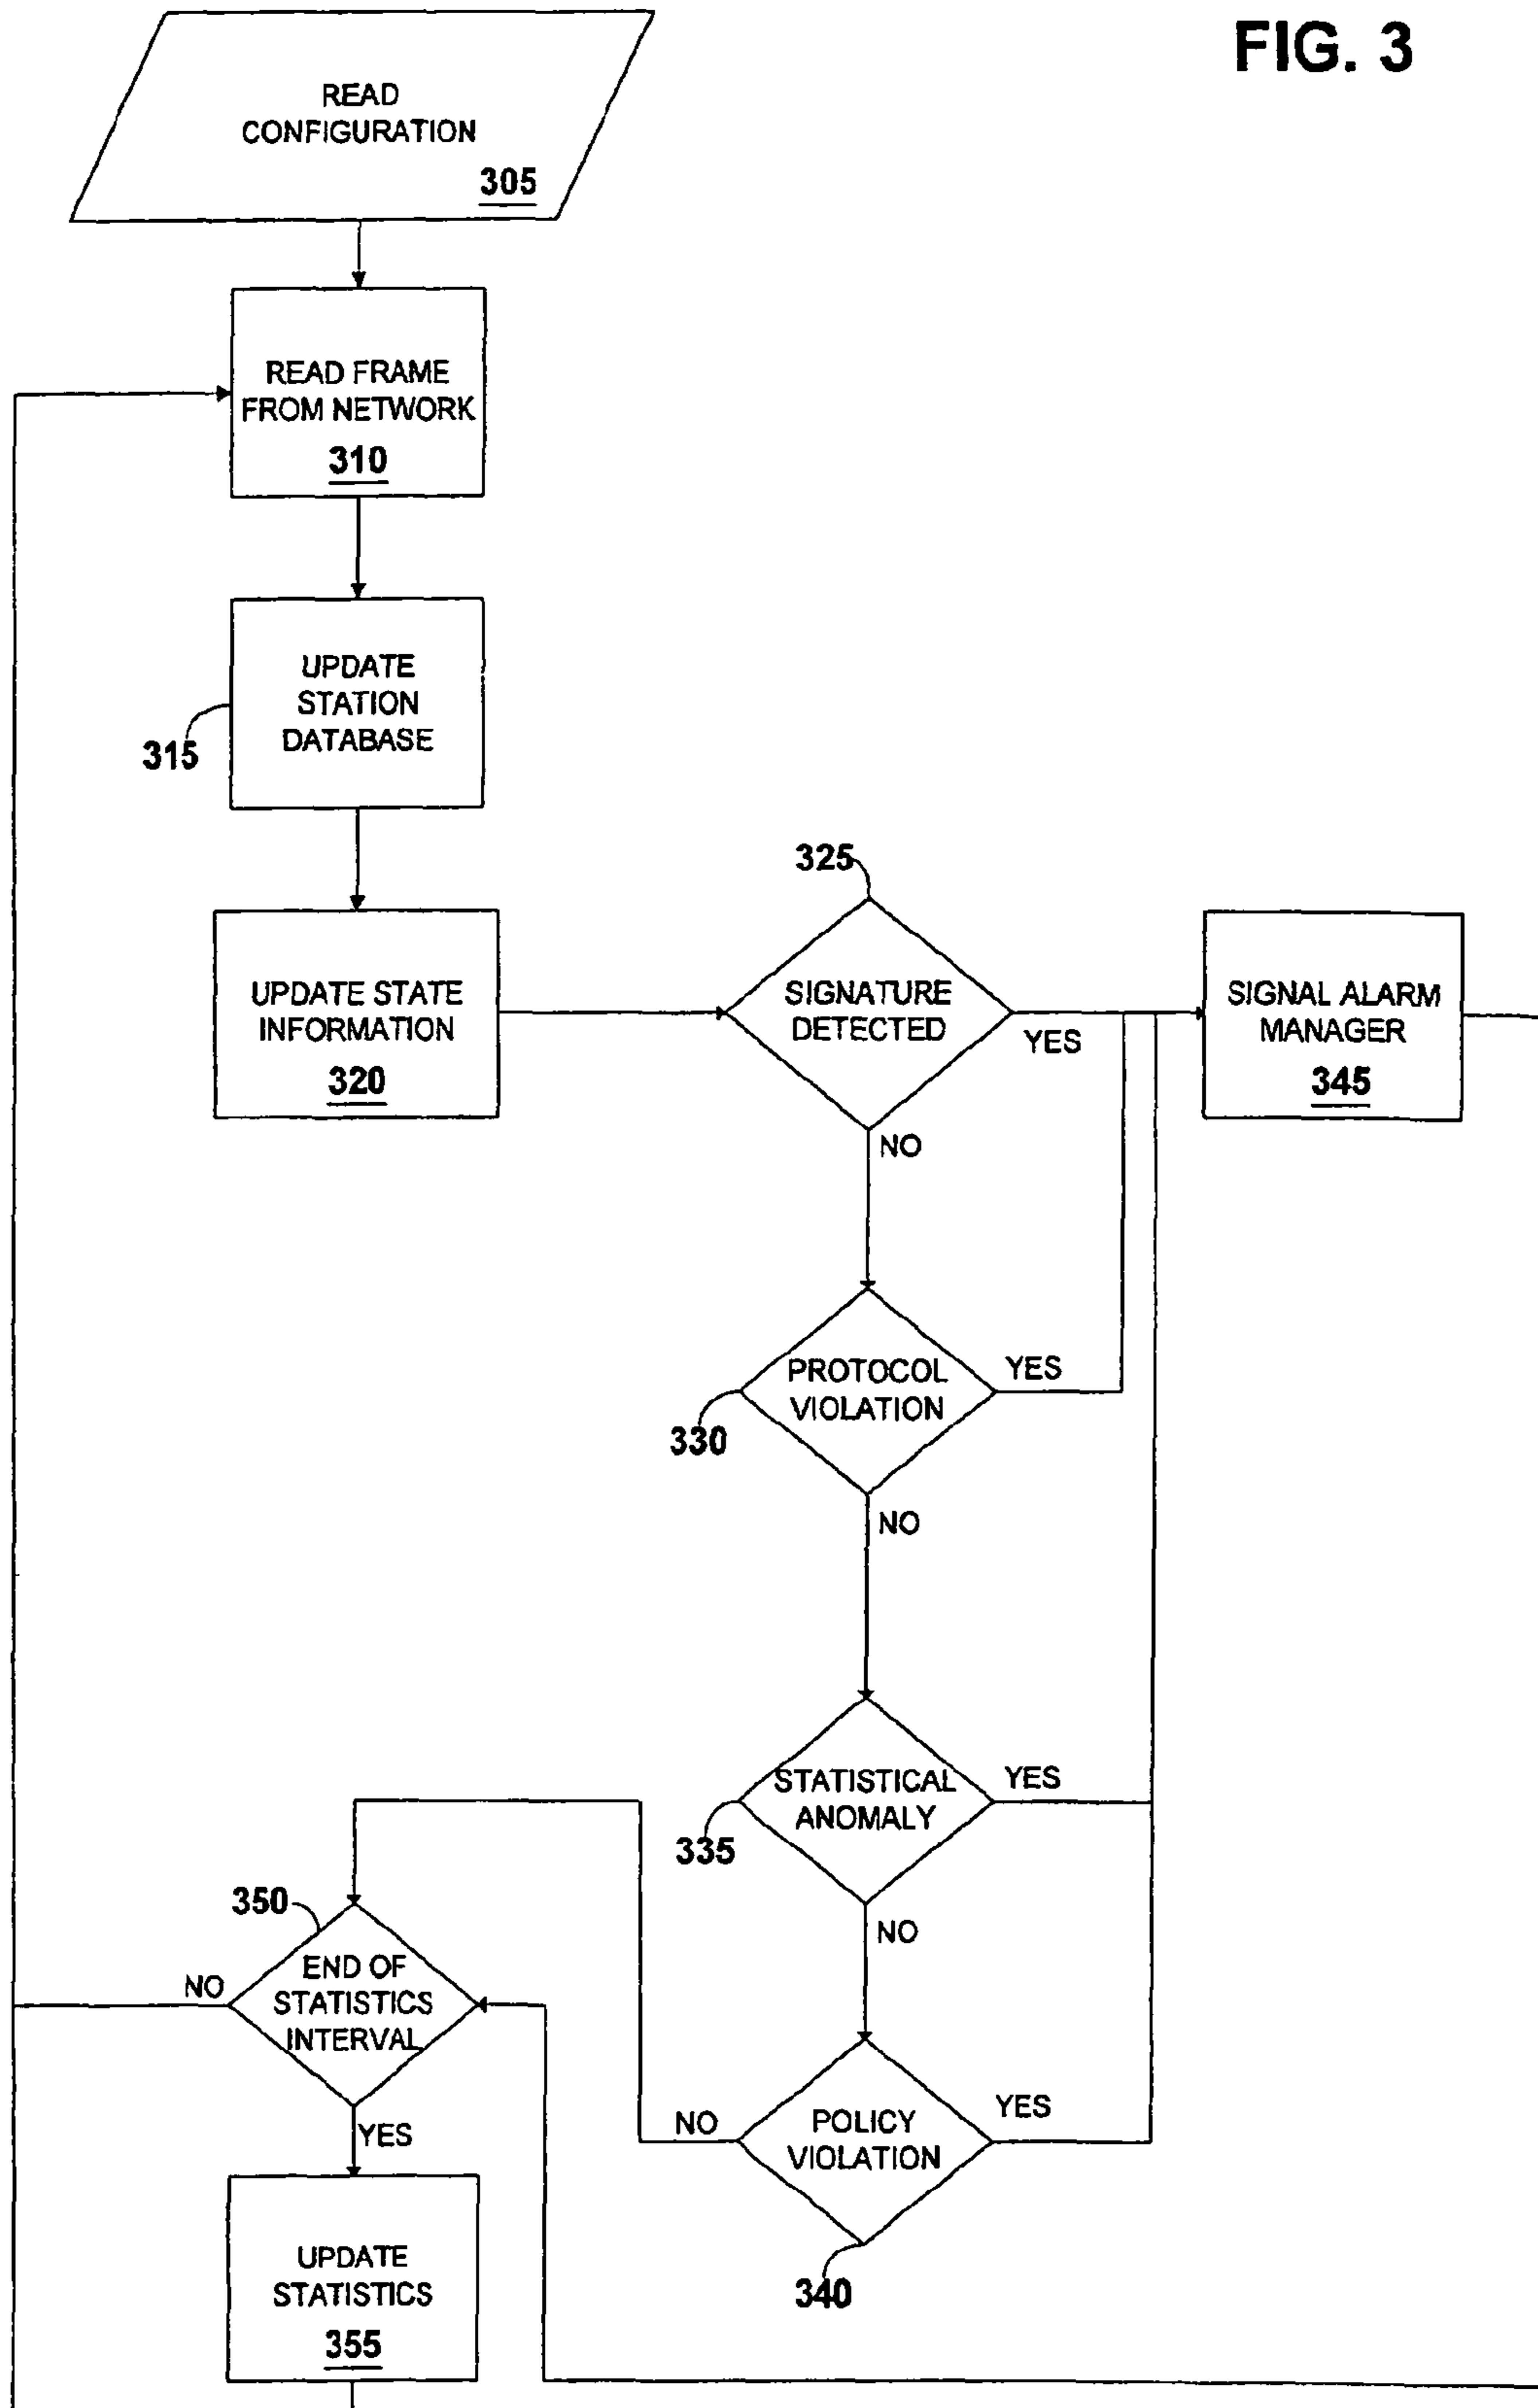 FIG. 3
READ
CONFIGURATION
305
READ FRAME
FROM NETWORK
310
UPDATE
STATION
DATABASE
315
325
UPDATE STATE
INFORMATION
320
SIGNATURE
DETECTED
YES
SIGNAL ALARM
MANAGER
345
NO
PROTOCOL
VIOLATION
YES
330
NO
STATISTICAL
ANOMALY
YES
335
350
NO
END OF
STATISTICS
INTERVAL
NO
YES
POLICY
VIOLATION
YES
NO
340
UPDATE
STATISTICS
355